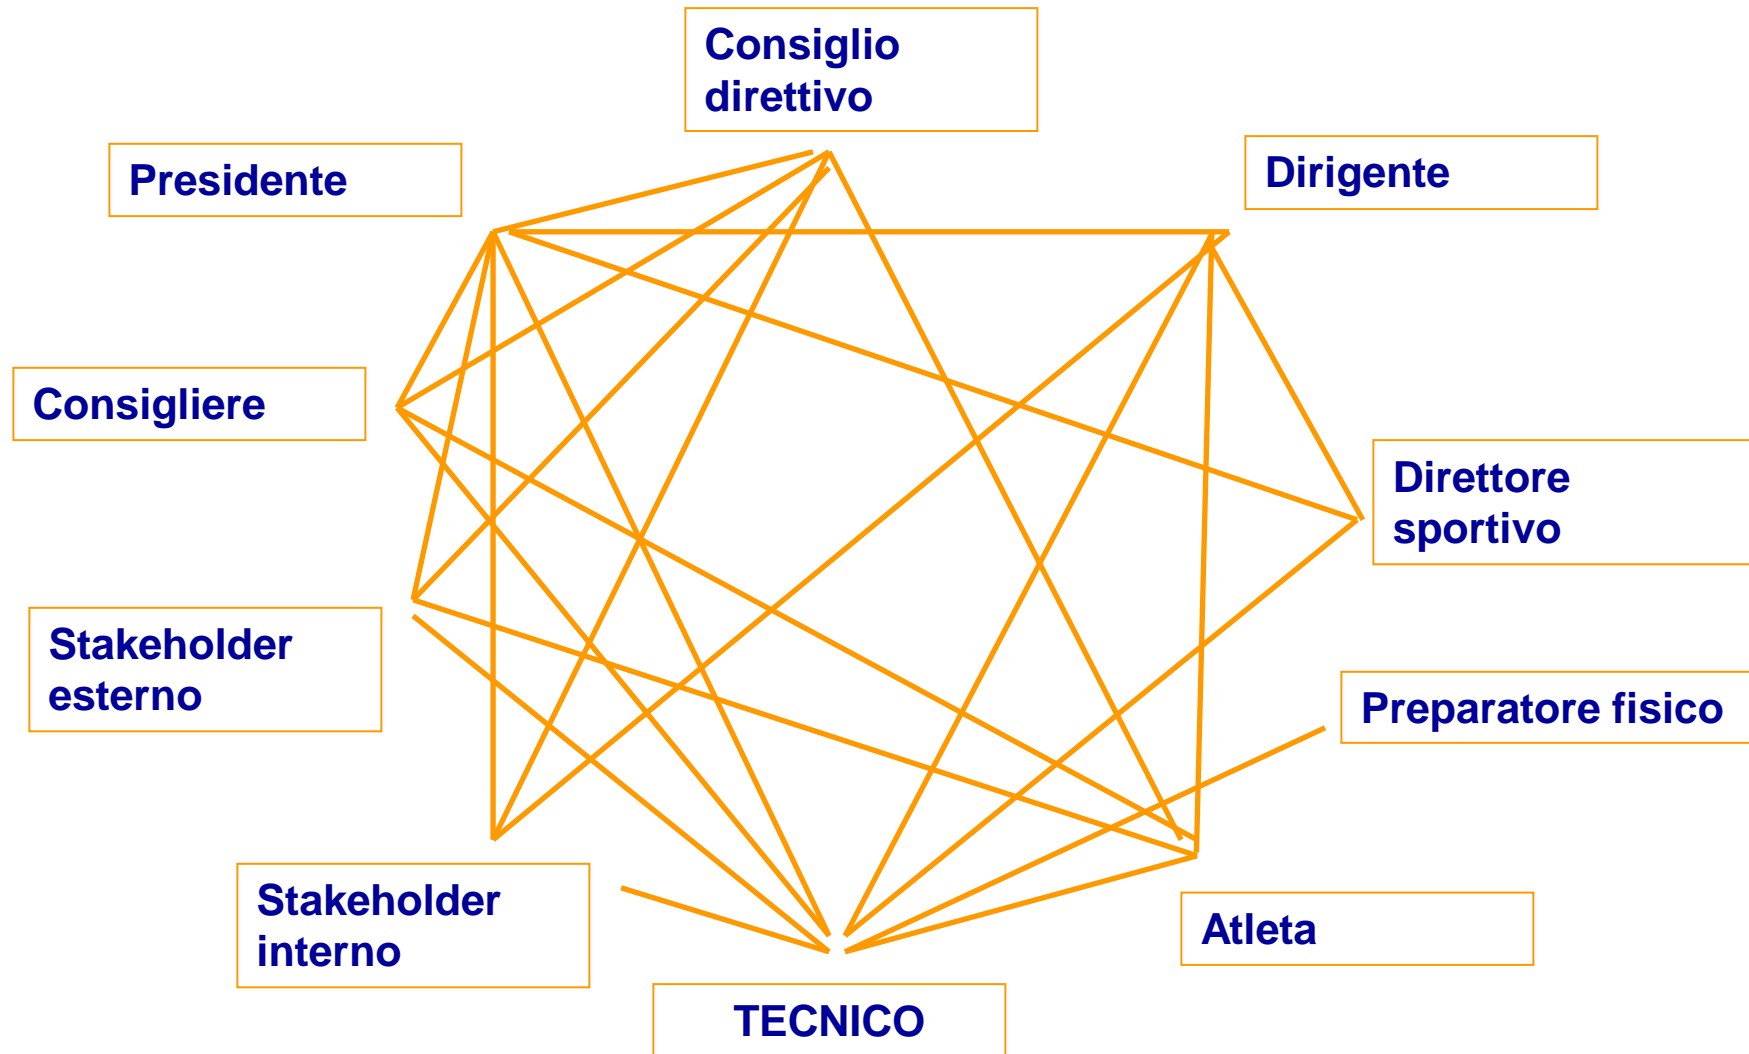 Consiglio
direttivo
Presidente
Dirigente
Consigliere
Direttore
sportivo
Stakeholder
esterno
Preparatore fisico
Stakeholder
interno
Atleta
TECNICO